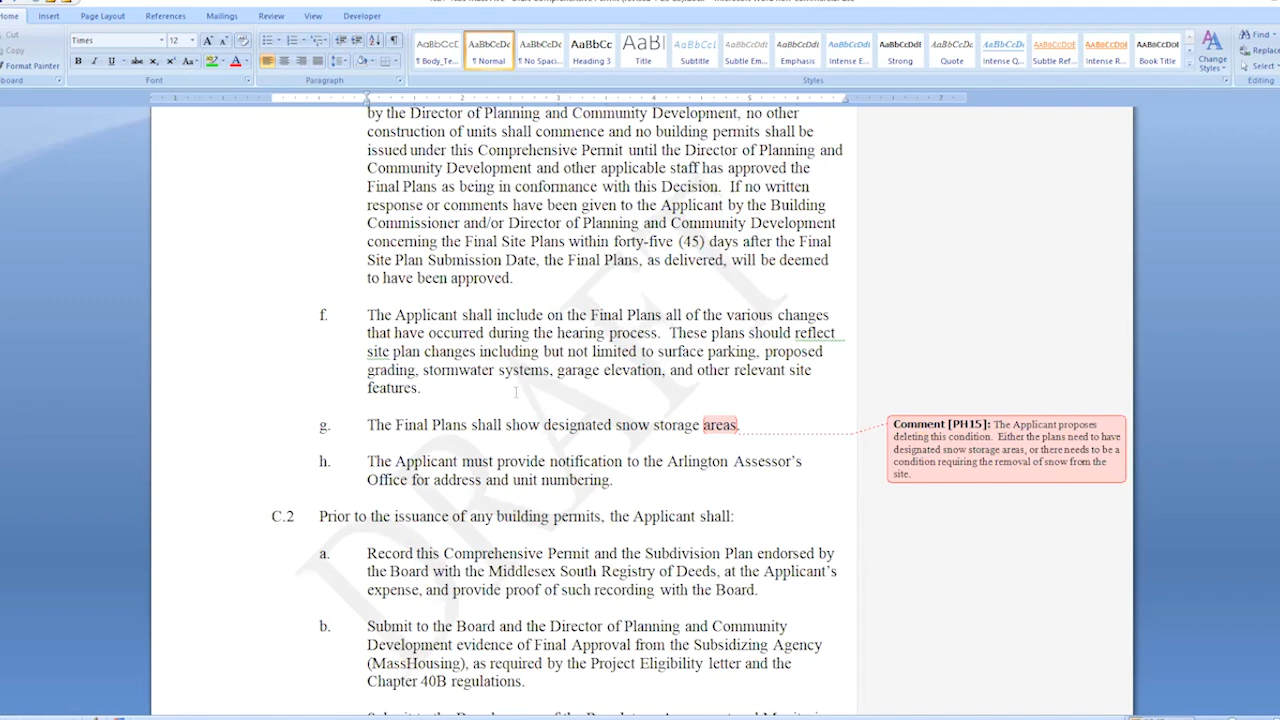 Home Insert Page Layout References Mailings Review View Developer
Cut
Copy
Format Painter
Times 12
Find
Replace
Select
AaBbCcDc AaBbCcDc AaBbCc AaBbCcI AaBbCcDdI AaBbCcDdE AaBbCcDdE AaBbCcDdI AaBbCcDdI
¶ Body_Te... ¶ Normal ¶ No Spaci... Heading 3 Title Subtitle Subtle Em... Emphasis Intense E... Strong Quote Intense Q... Subtle Ref... Intense R... Book Title
Change
Styles
Font Paragraph Styles Editing
by the Director of Planning and Community Development, no other
construction of units shall commence and no building permits shall be
issued under this Comprehensive Permit until the Director of Planning and
Community Development and other applicable staff has approved the
Final Plans as being in conformance with this Decision. If no written
response or comments have been given to the Applicant by the Building
Commissioner and/or Director of Planning and Community Development
concerning the Final Site Plans within forty-five (45) days after the Final
Site Plan Submission Date, the Final Plans, as delivered, will be deemed
to have been approved.
f. The Applicant shall include on the Final Plans all of the various changes
that have occurred during the hearing process. These plans should reflect
site plan changes including but not limited to surface parking, proposed
grading, stormwater systems, garage elevation, and other relevant site
features.
g. The Final Plans shall show designated snow storage areas.
Comment [PH15]: The Applicant proposes
deleting this condition. Either the plans need to have
designated snow storage areas, or there needs to be a
condition requiring the removal of snow from the
site.
h. The Applicant must provide notification to the Arlington Assessor's
Office for address and unit numbering.
C.2 Prior to the issuance of any building permits, the Applicant shall:
a. Record this Comprehensive Permit and the Subdivision Plan endorsed by
the Board with the Middlesex South Registry of Deeds, at the Applicant's
expense, and provide proof of such recording with the Board.
b. Submit to the Board and the Director of Planning and Community
Development evidence of Final Approval from the Subsidizing Agency
(MassHousing), as required by the Project Eligibility letter and the
Chapter 40B regulations.
DRAFT